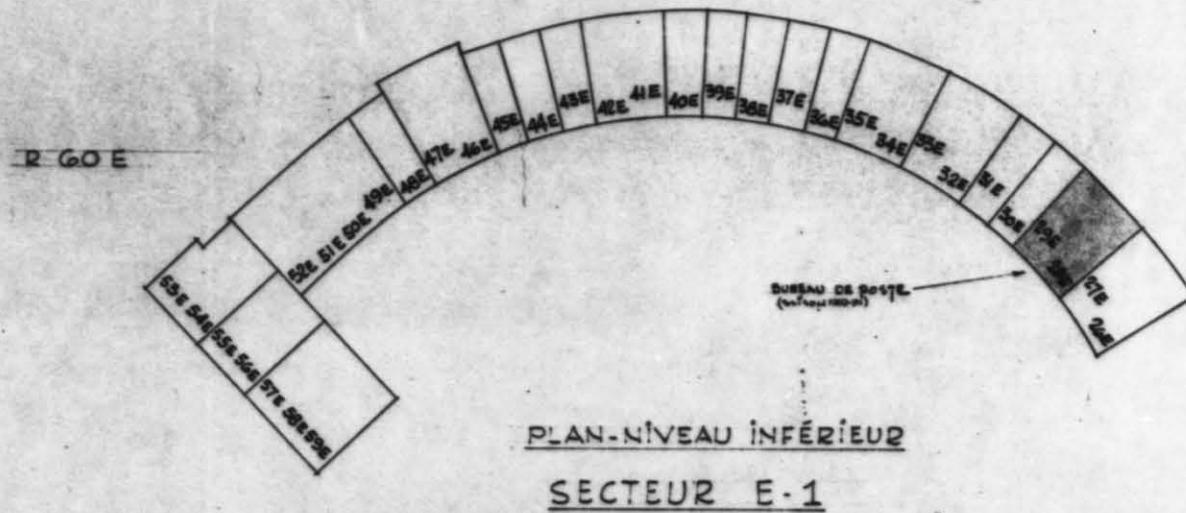 R 60 E
53E 54E 55E 56E 57E 58E 59E
52E 51E 50E 49E 48E 47E 46E 45E 44E 43E 42E 41E 40E 39E 38E 37E 36E 35E 34E 33E 32E 31E 30E 29E 27E 26E
BUREAU DE POSTE
PLAN-NIVEAU INFÉRIEUR
SECTEUR E-1